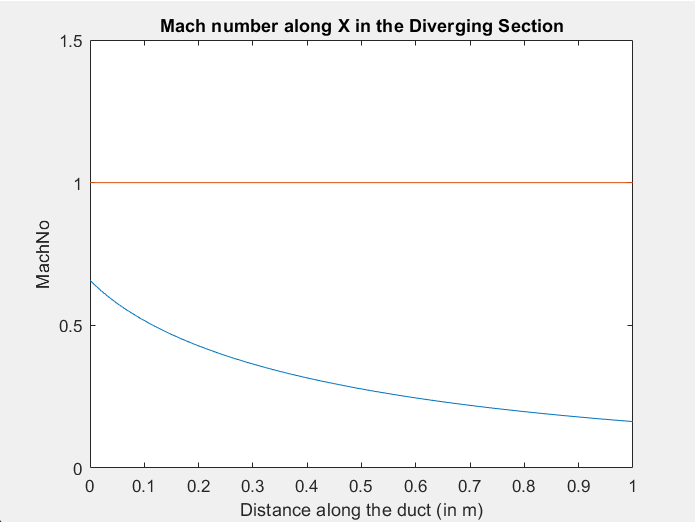 Mach number along X in the Diverging Section
1.5
1
0.5
0
MachNo
0 0.1 0.2 0.3 0.4 0.5 0.6 0.7 0.8 0.9 1
Distance along the duct (in m)